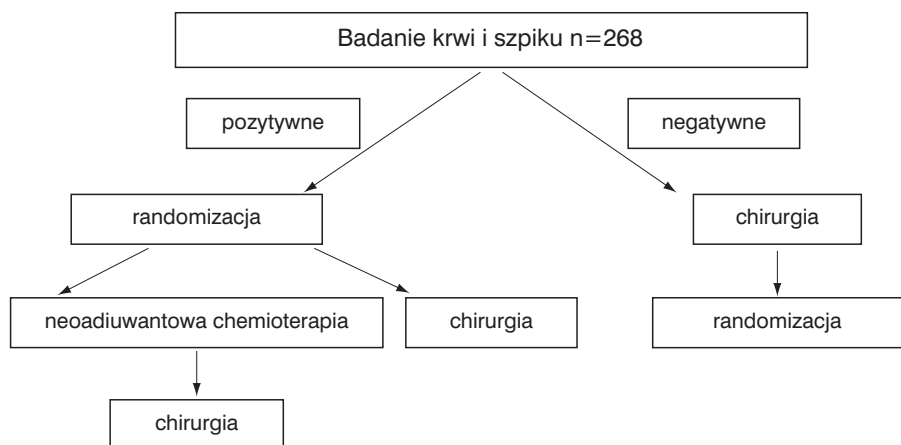 Badanie krwi i szpiku n=268
pozytywne
negatywne
randomizacja
chirurgia
neoadiuwantowa chemioterapia
chirurgia
randomizacja
chirurgia